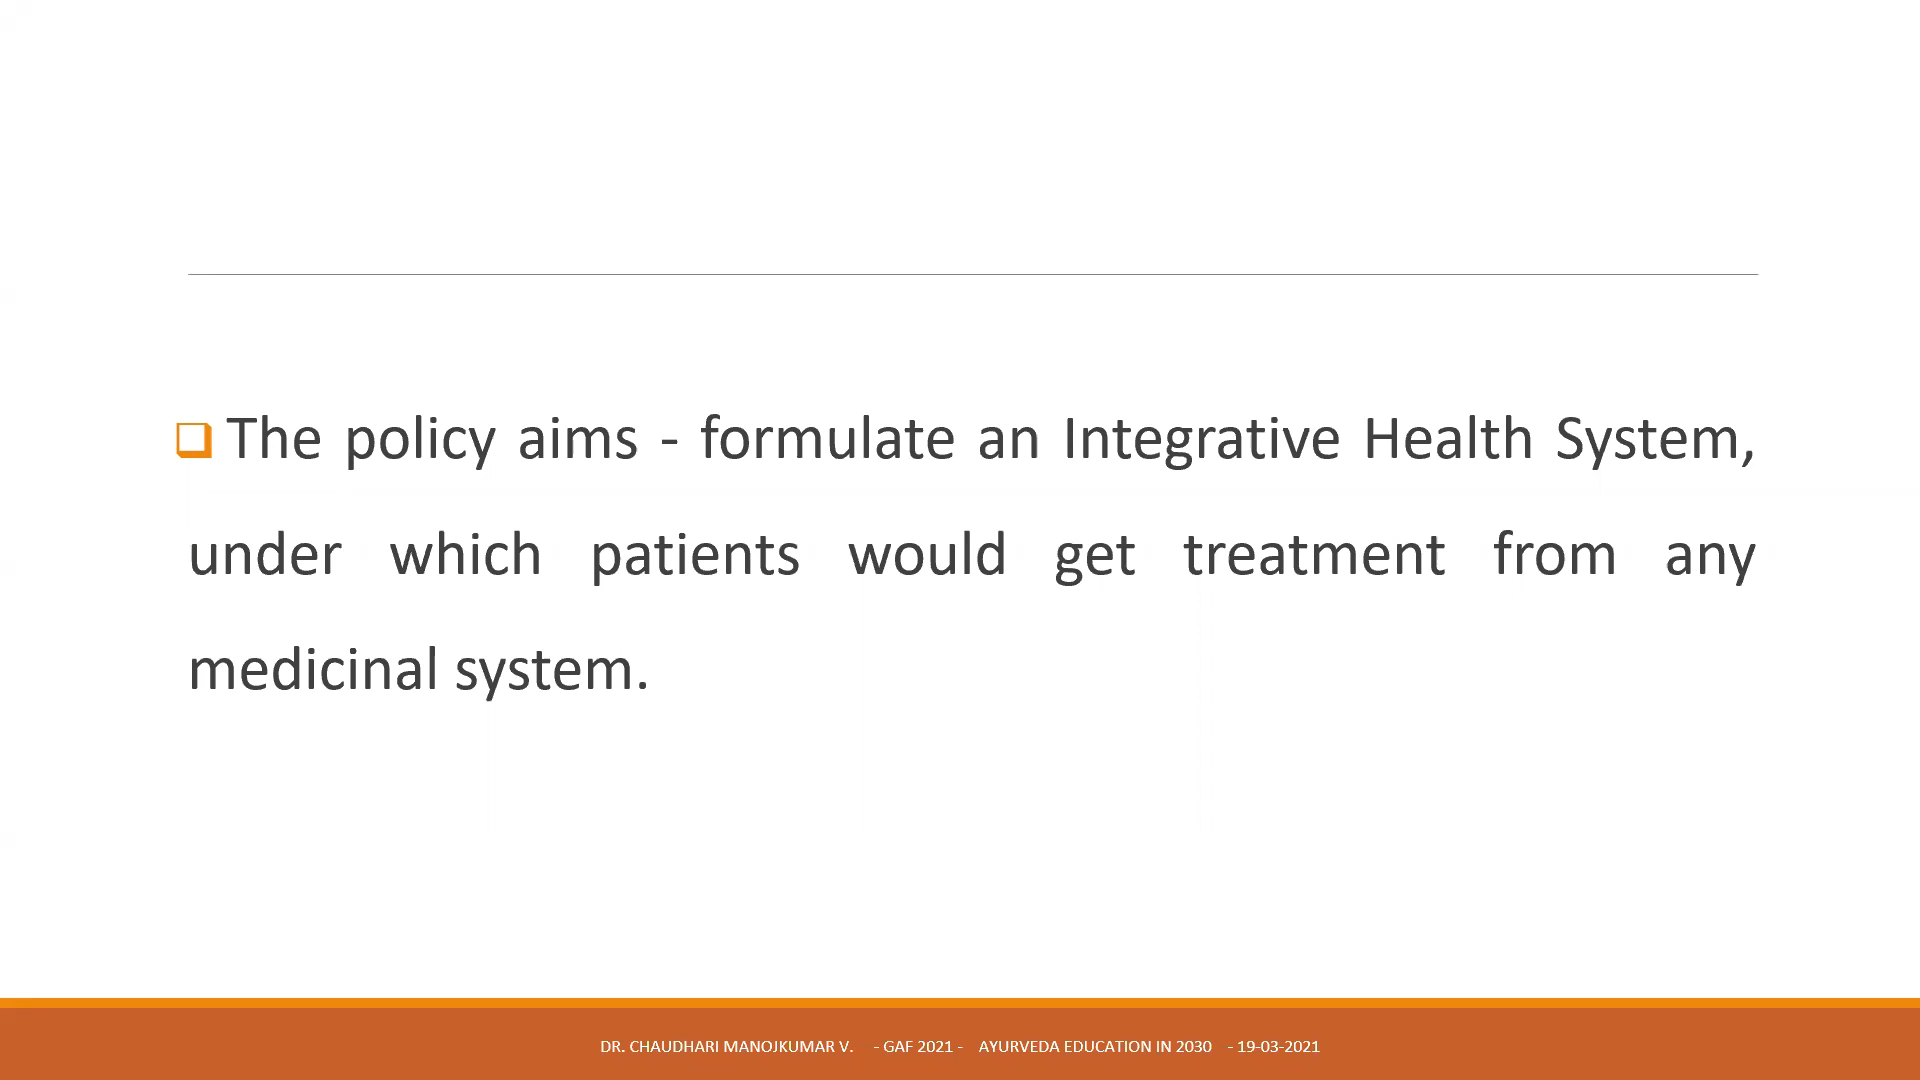 The policy aims - formulate an Integrative Health System,
under which patients would get treatment from any
medicinal system.
DR. CHAUDHARI MANOJKUMAR V. - GAF 2021 - AYURVEDA EDUCATION IN 2030 - 19-03-2021